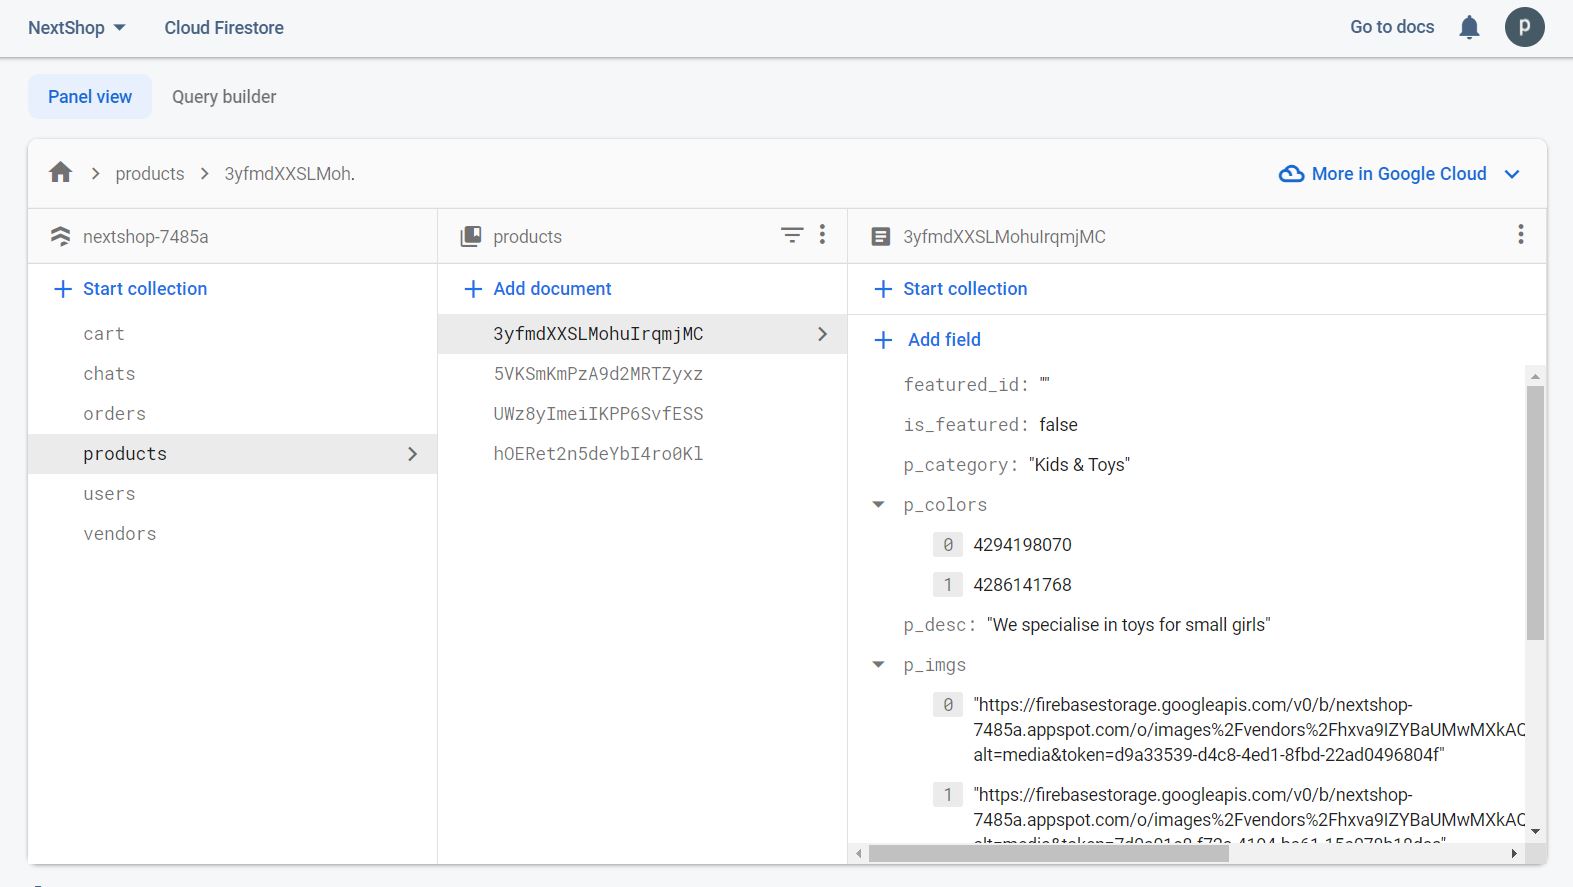 NextShop
Cloud Firestore
Go to docs
p
Panel view
Query builder
products
3yfmdXXSLMoh.
More in Google Cloud
nextshop-7485a
products
3yfmdXXSLMohuIrqmjMC
Start collection
Add document
Start collection
cart
3yfmdXXSLMohuIrqmjMC
Add field
chats
5VKSmKmPzA9d2MRTZyxz
featured_id: ""
orders
UWz8yImeiIKPP6SvfESS
is_featured: false
products
hOERet2n5deYbI4ro0Kl
p_category: "Kids & Toys"
users
p_colors
vendors
0 4294198070
1 4286141768
p_desc: "We specialise in toys for small girls"
p_imgs
0 "https://firebasestorage.googleapis.com/v0/b/nextshop-
7485a.appspot.com/o/images%2Fvendors%2Fhxva9IZYBaUMwMXkAQ
alt=media&token=d9a33539-d4c8-4ed1-8fbd-22ad0496804f"
1 "https://firebasestorage.googleapis.com/v0/b/nextshop-
7485a.appspot.com/o/images%2Fvendors%2Fhxva9IZYBaUMwMXkAQ